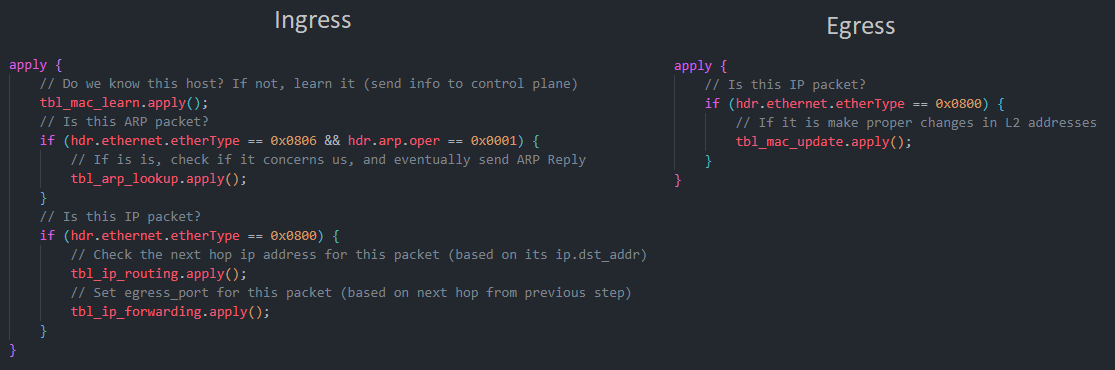 Ingress
apply {
// Do we know this host? If not, learn it (send info to control plane)
tbl_mac_learn.apply();
// Is this ARP packet?
if (hdr.ethernet.etherType == 0x0806 && hdr.arp.oper == 0x0001) {
// If is is, check if it concerns us, and eventually send ARP Reply
tbl_arp_lookup.apply();
}
// Is this IP packet?
if (hdr.ethernet.etherType == 0x0800) {
// Check the next hop ip address for this packet (based on its ip.dst_addr)
tbl_ip_routing.apply();
// Set egress_port for this packet (based on next hop from previous step)
tbl_ip_forwarding.apply();
}
}
Egress
apply {
// Is this IP packet?
if (hdr.ethernet.etherType == 0x0800) {
// If it is make proper changes in L2 addresses
tbl_mac_update.apply();
}
}